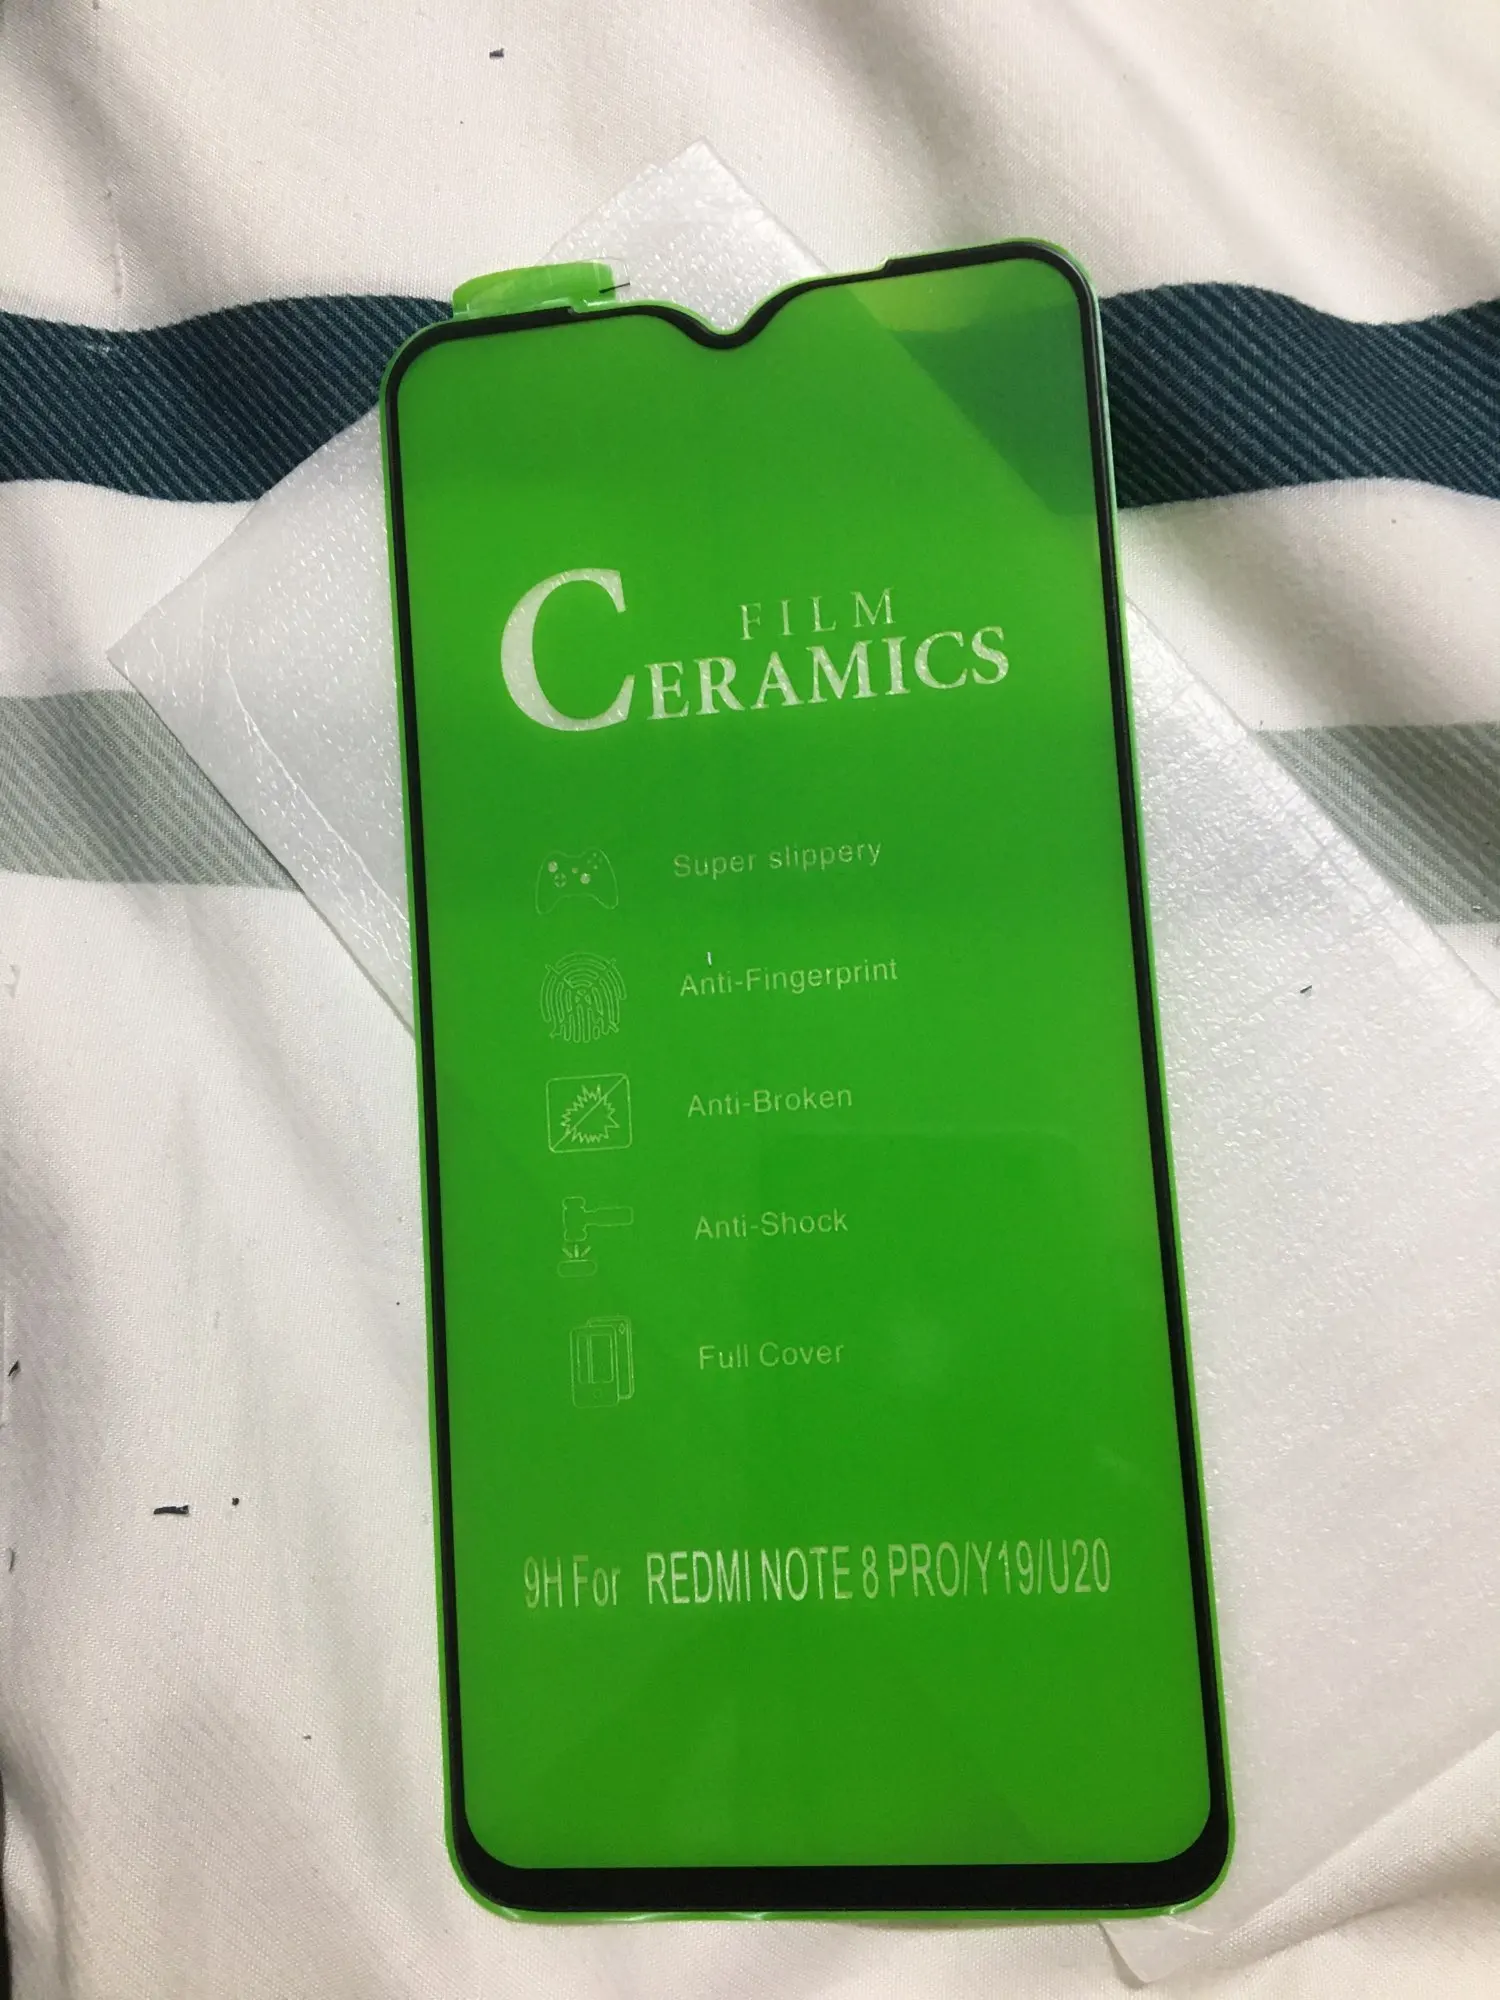 FILM
CERAMICS
Super slippery
Anti-Fingerprint
Anti-Broken
Anti-Shock
Full Cover
9H For REDMI NOTE 8 PRO/Y19/U20